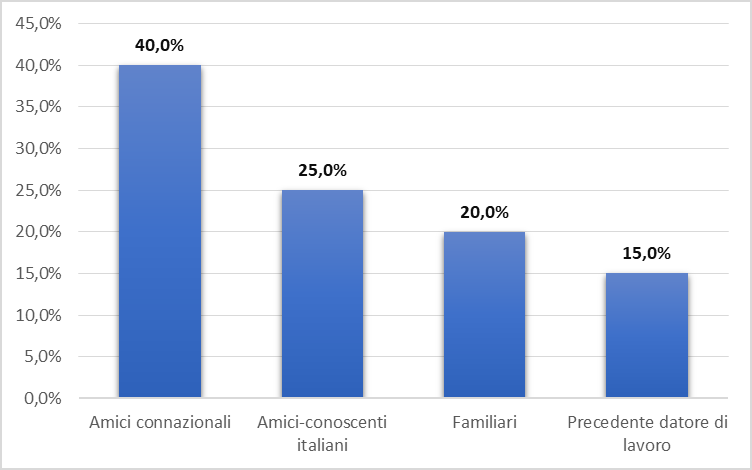 45,0%
40,0%
35,0%
30,0%
25,0%
20,0%
15,0%
10,0%
5,0%
0,0%
40,0%
25,0%
20,0%
15,0%
Amici connazionali
Amici-conoscenti
italiani
Familiari
Precedente datore di
lavoro